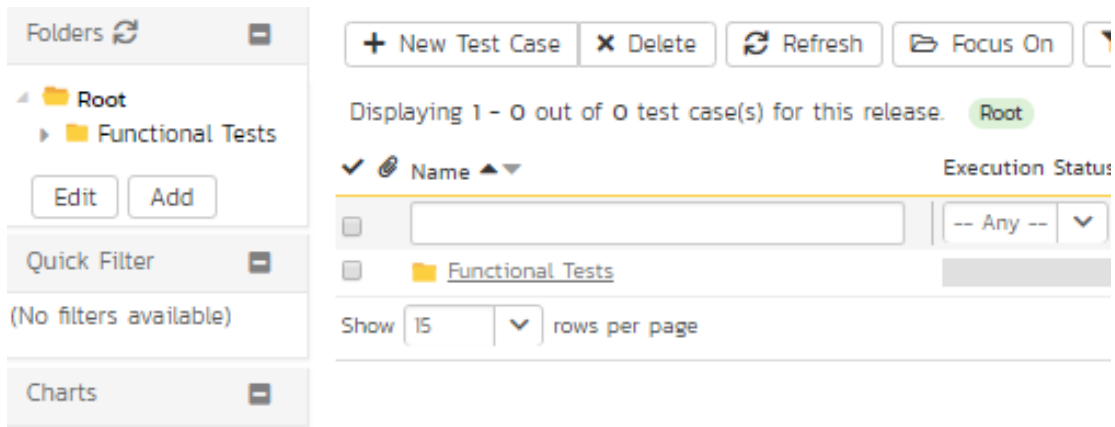 Folders
Root
Functional Tests
Edit Add
Quick Filter
(No filters available)
Charts
New Test Case Delete Refresh Focus On
Displaying 1 - 0 out of 0 test case(s) for this release. Root
Name Execution Status
-- Any --
Functional Tests
Show 15 rows per page